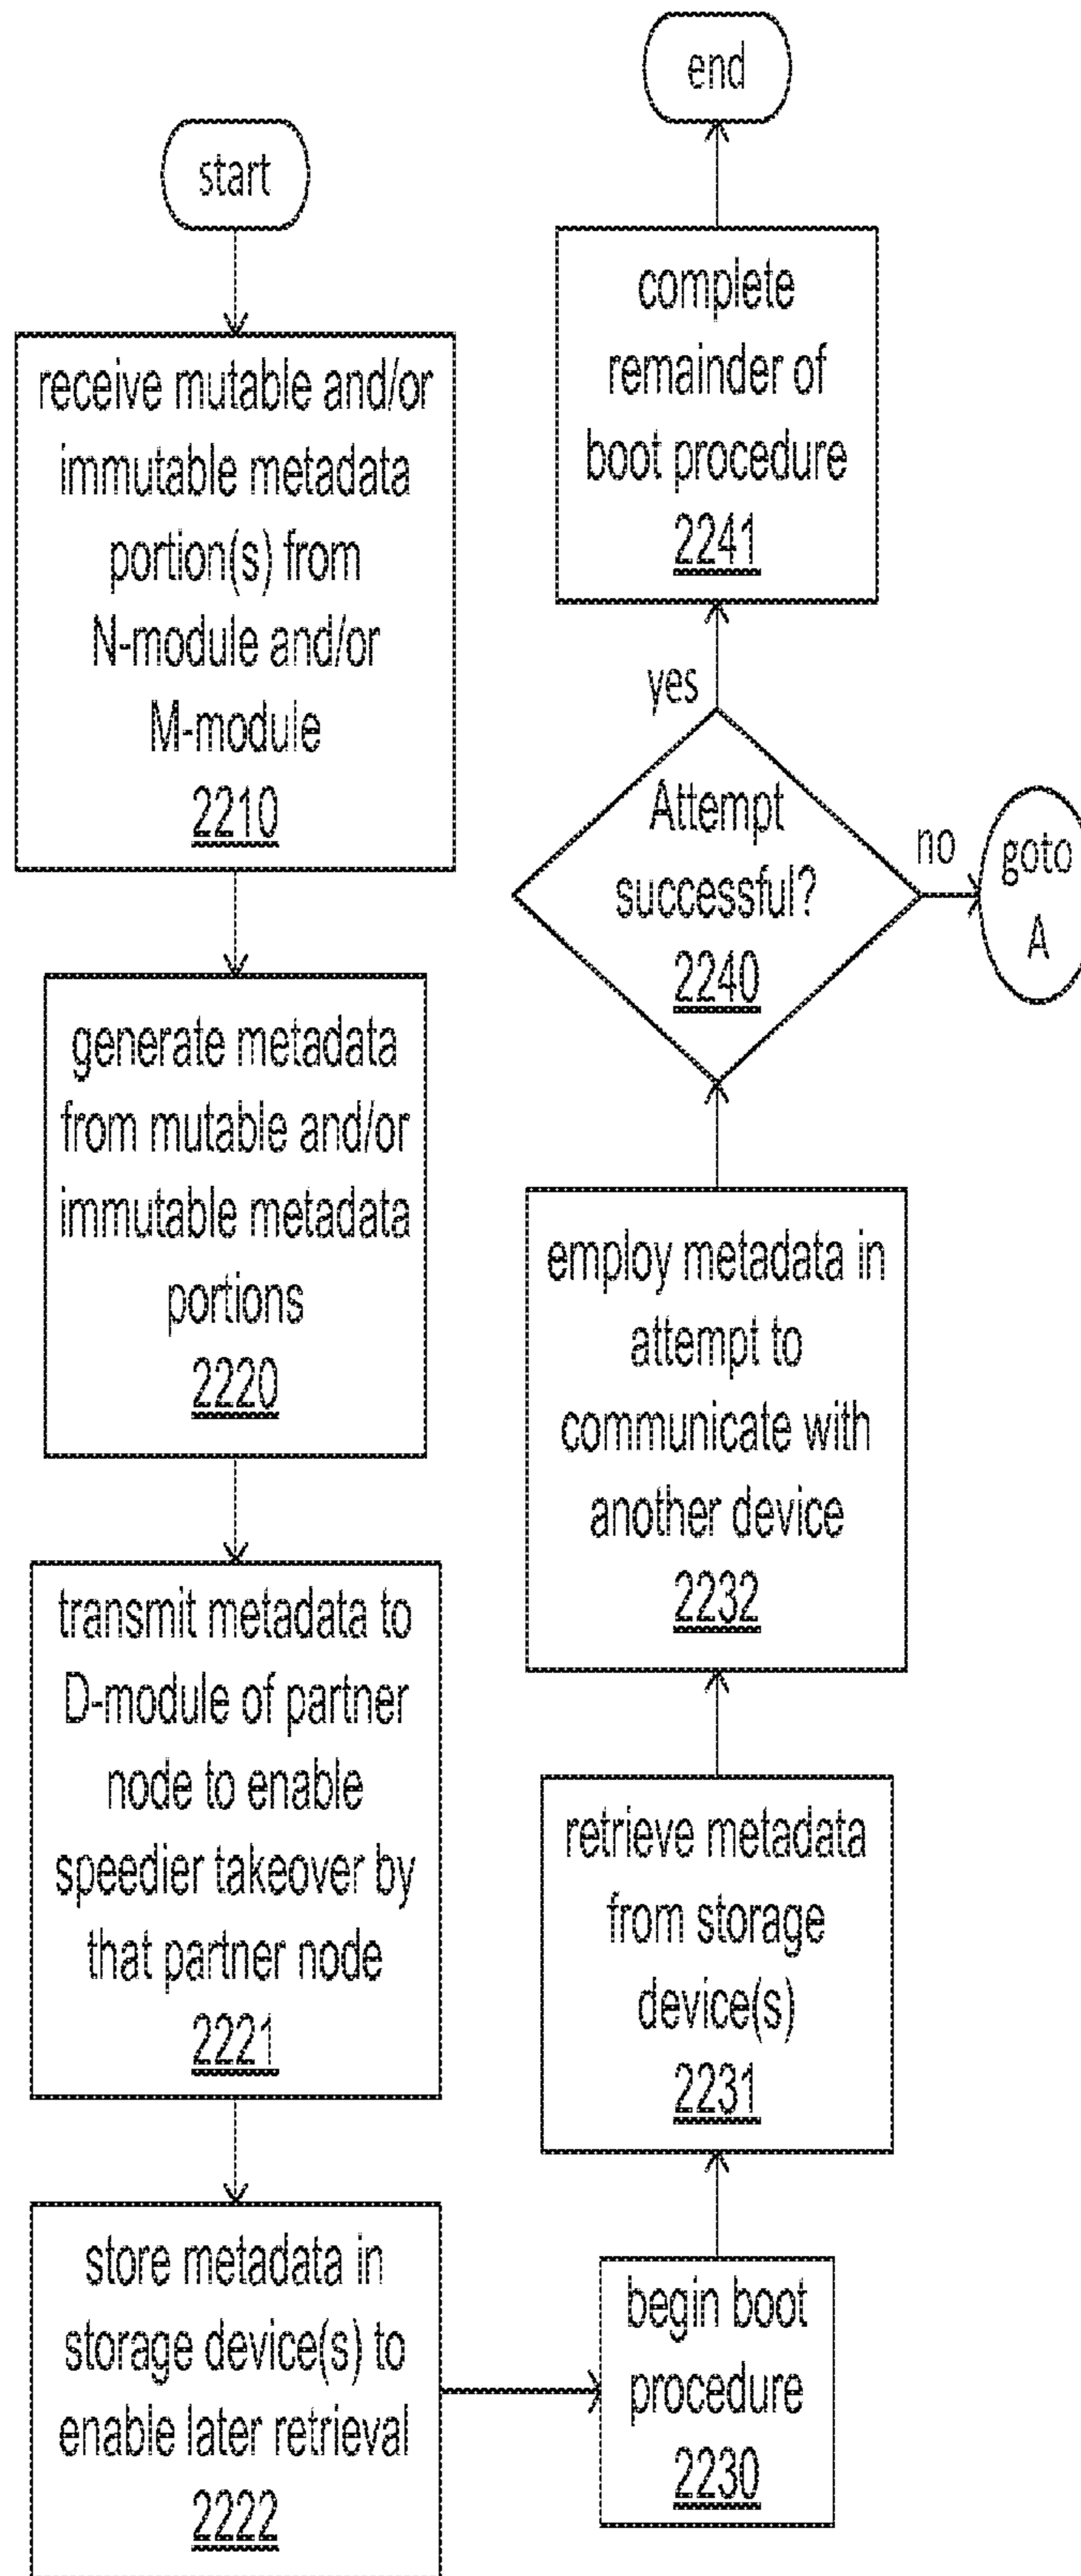 start
receive mutable and/or
immutable metadata
portion(s) from
N-module and/or
M-module
2210
generate metadata
from mutable and/or
immutable metadata
portions
2220
transmit metadata to
D-module of partner
node to enable
speedier takeover by
that partner node
2221
store metadata in
storage device(s) to
enable later retrieval
2222
begin boot
procedure
2230
retrieve metadata
from storage
device(s)
2231
employ metadata in
attempt to
communicate with
another device
2232
Attempt
successful?
2240
no
goto
A
yes
complete
remainder of
boot procedure
2241
end